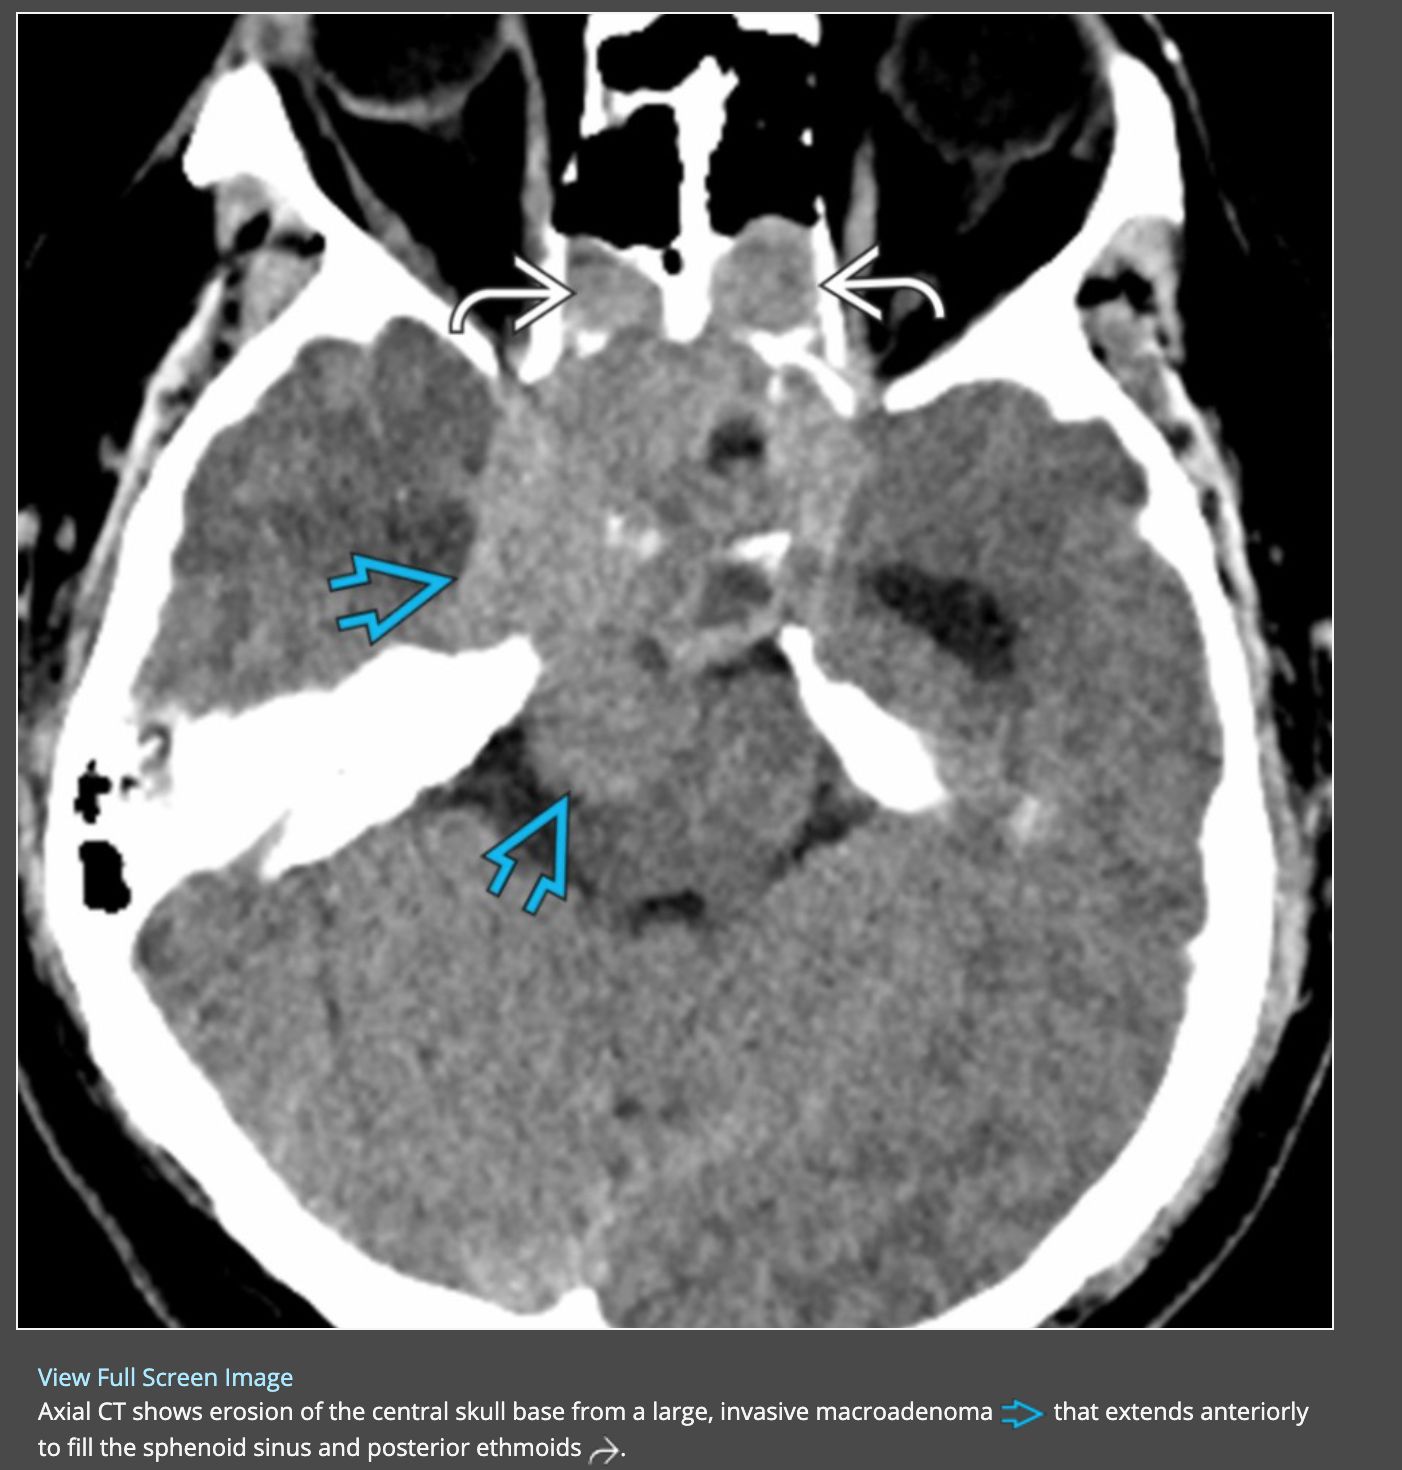 View Full Screen Image
Axial CT shows erosion of the central skull base from a large, invasive macroadenoma that extends anteriorly
to fill the sphenoid sinus and posterior ethmoids .